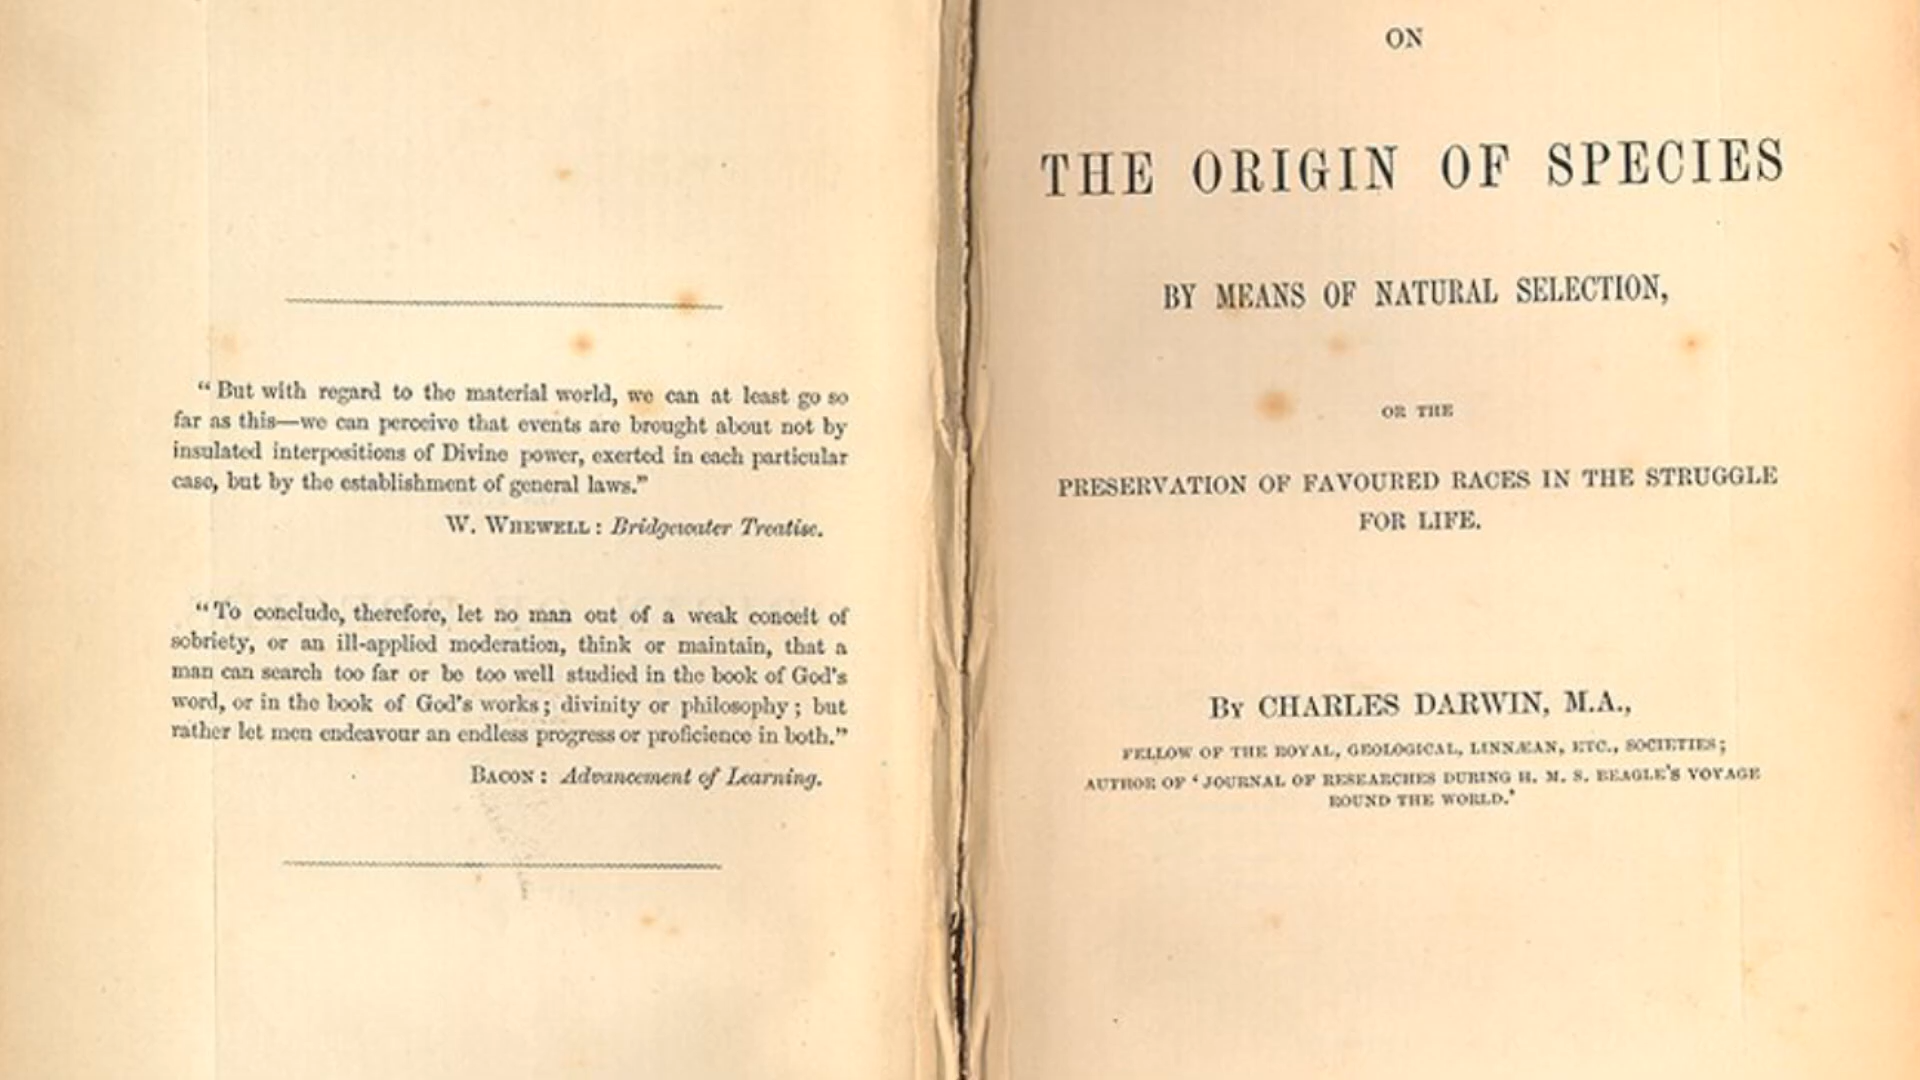 “But with regard to the material world, we can at least go so
far as this—we can perceive that events are brought about not by
insulated interpositions of Divine power, exerted in each particular
case, but by the establishment of general laws.”
W. WHEWELL: Bridgewater Treatise.
“To conclude, therefore, let no man out of a weak conceit of
sobriety, or an ill-applied moderation, think or maintain, that a
man can search too far or be too well studied in the book of God's
word, or in the book of God's works; divinity or philosophy; but
rather let men endeavour an endless progress or proficience in both.”
BACON: Advancement of Learning.
ON
THE ORIGIN OF SPECIES
BY MEANS OF NATURAL SELECTION,
OR THE
PRESERVATION OF FAVOURED RACES IN THE STRUGGLE
FOR LIFE.
BY CHARLES DARWIN, M.A.,
FELLOW OF THE ROYAL, GEOLOGICAL, LINNÆAN, ETC., SOCIETIES;
AUTHOR OF ‘JOURNAL OF RESEARCHES DURING H. M. S. BEAGLE'S VOYAGE
ROUND THE WORLD.’